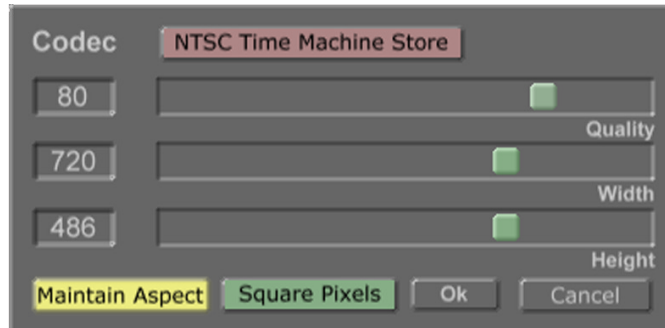 Codec NTSC Time Machine Store
80
Quality
720
Width
486
Height
Maintain Aspect Square Pixels Ok Cancel